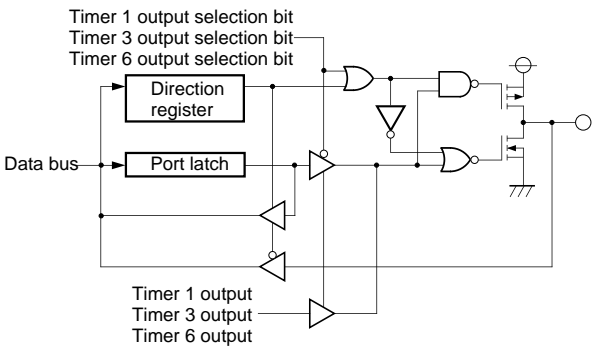 Timer 1 output selection bit
Timer 3 output selection bit
Timer 6 output selection bit
Direction
register
Data bus
Port latch
Timer 1 output
Timer 3 output
Timer 6 output